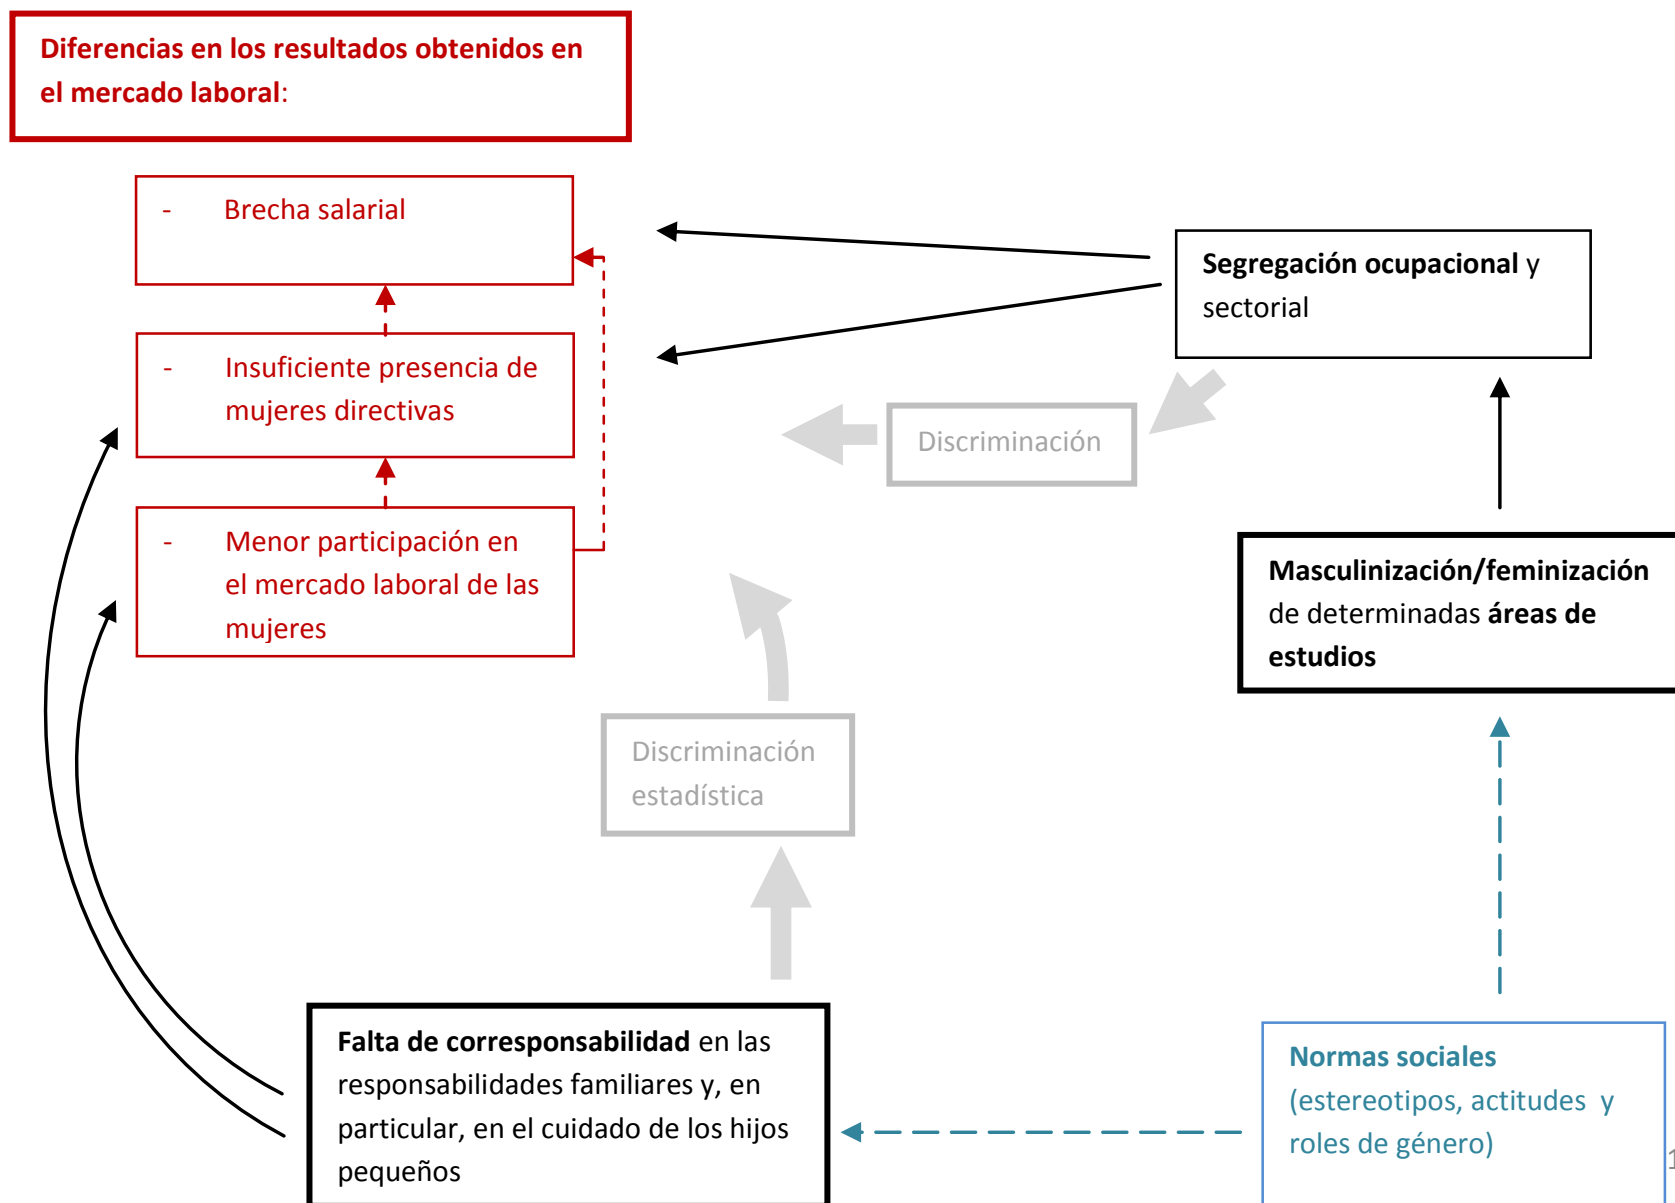 Diferencias en los resultados obtenidos en
el mercado laboral:
- Brecha salarial
- Insuficiente presencia de
mujeres directivas
- Menor participación en
el mercado laboral de las
mujeres
Segregación ocupacional y
sectorial
Discriminación
Masculinización/feminización
de determinadas áreas de
estudios
Discriminación
estadística
Falta de corresponsabilidad en las
responsabilidades familiares y, en
particular, en el cuidado de los hijos
pequeños
Normas sociales
(estereotipos, actitudes y
roles de género)
1